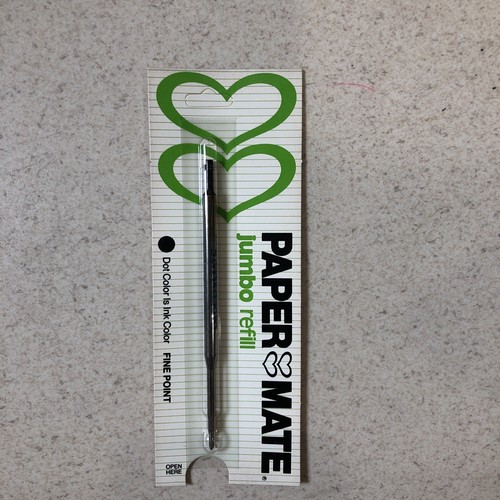 PAPER MATE
jumbo refill
Dot Color Is Ink Color FINE POINT
OPEN
HERE